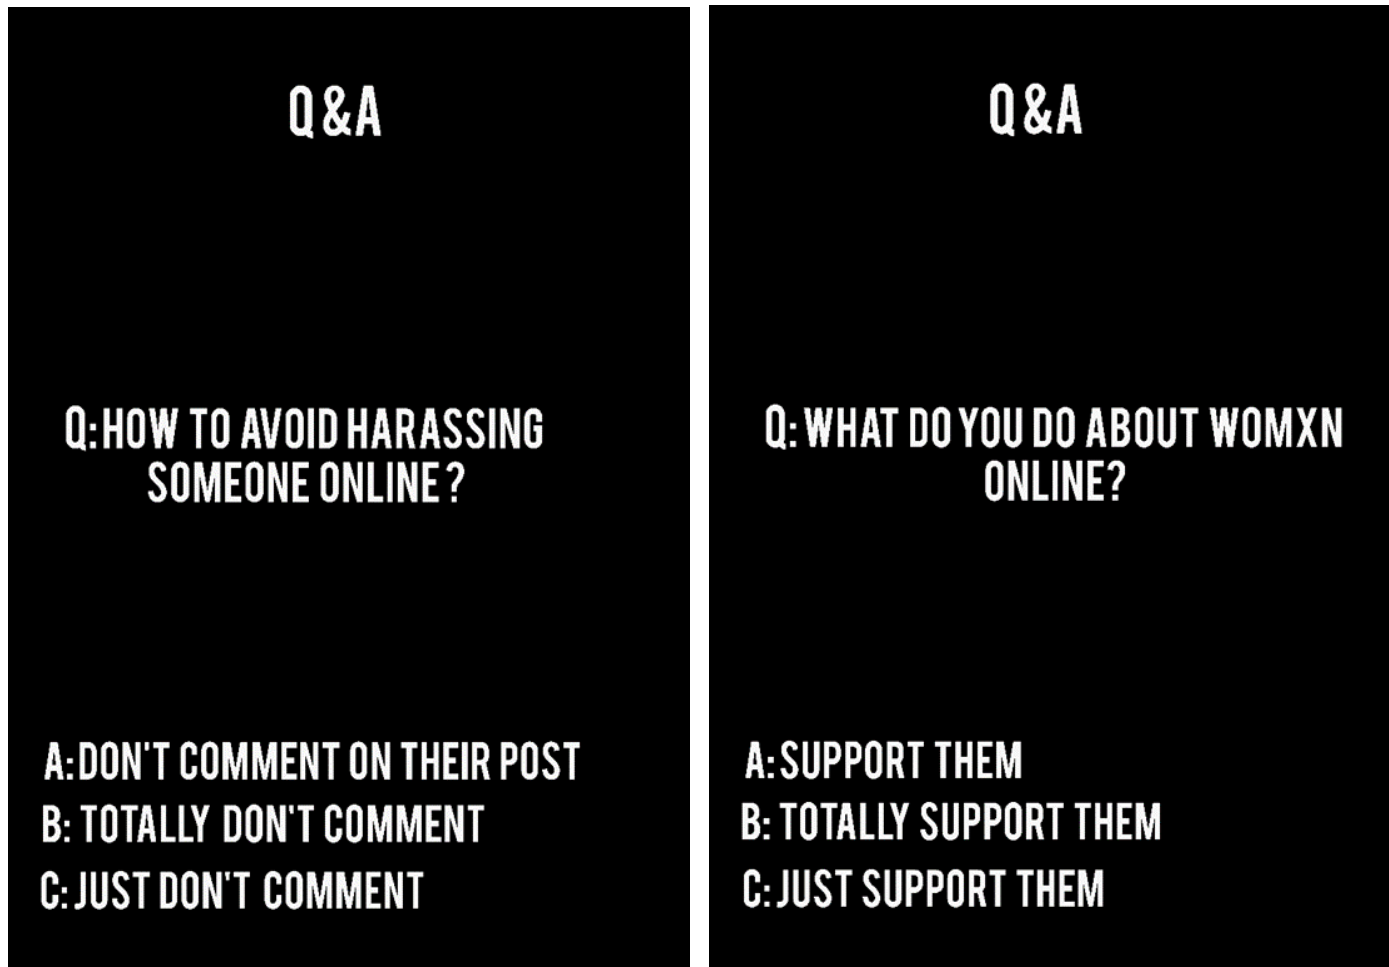 Q &A
Q: HOW TO AVOID HARASSING
SOMEONE ONLINE ?
A: DON'T COMMENT ON THEIR POST
B: TOTALLY DON'T COMMENT
C: JUST DON'T COMMENT
Q &A
Q: WHAT DO YOU DO ABOUT WOMXN
ONLINE?
A: SUPPORT THEM
B: TOTALLY SUPPORT THEM
C: JUST SUPPORT THEM